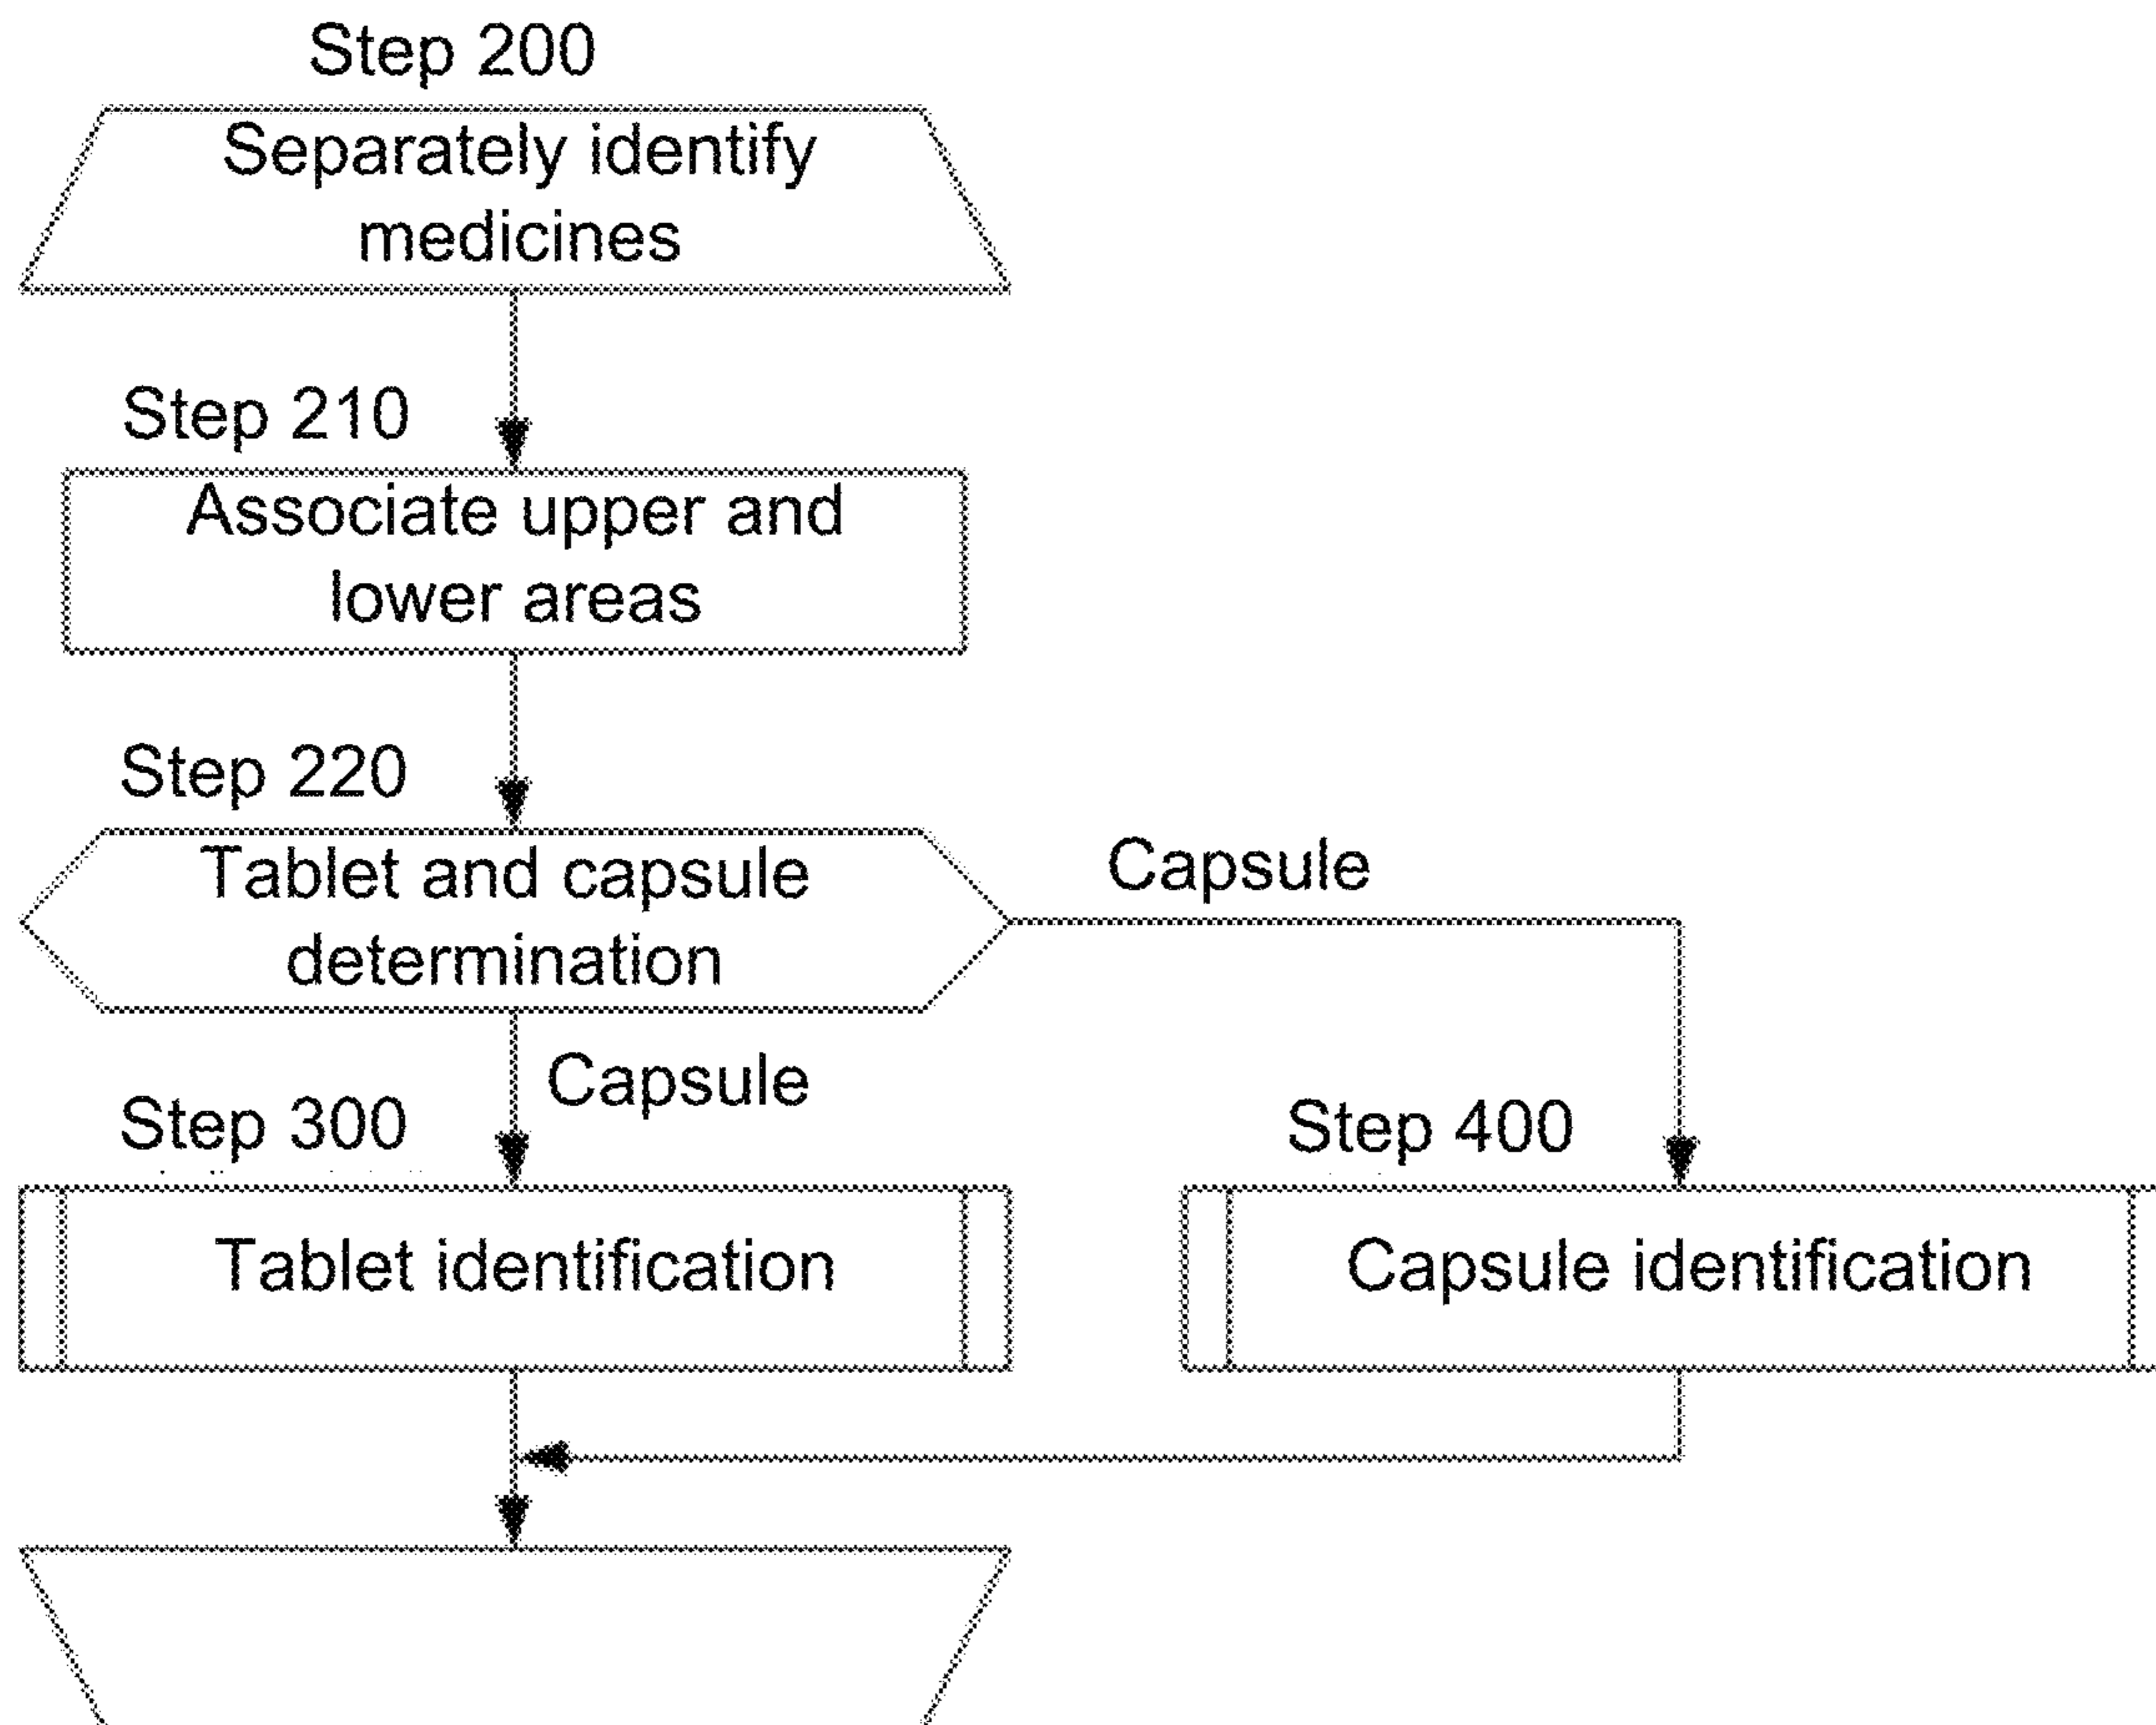 Step 200
Separately identify
medicines
Step 210
Associate upper and
lower areas
Step 220
Tablet and capsule
determination
Capsule
Capsule
Step 300
Step 400
Tablet identification
Capsule identification